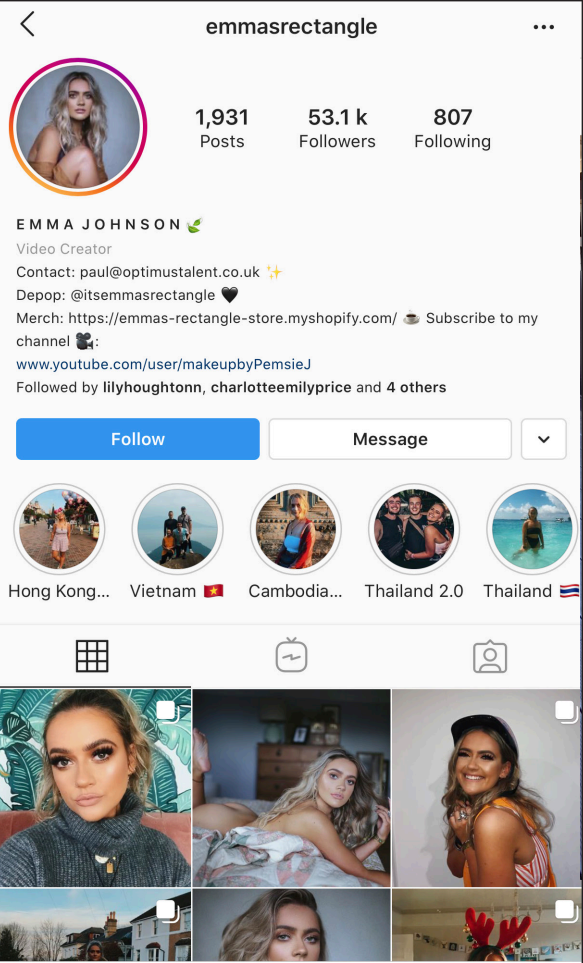 emmasrectangle
1,931 53.1 k 807
Posts Followers Following
EMMA JOHNSON🍃
Video Creator
Contact: paul@optimustalent.co.uk ✨
Depop: @itsemmasrectangle 🖤
Merch: https://emmas-rectangle-store.myshopify.com/ ☕ Subscribe to my
channel 🎥:
www.youtube.com/user/makeupbyPemsieJ
Followed by lilyhoughtonn, charlotteemilyprice and 4 others
Follow Message
Hong Kong... Vietnam 🇻🇳 Cambodia... Thailand 2.0 Thailand 🇹🇭